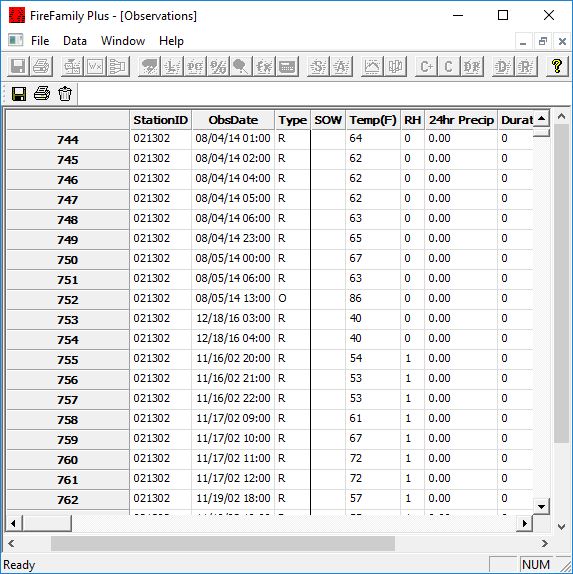 FireFamily Plus - [Observations]
File Data Window Help
StationID ObsDate Type SOW Temp(F) RH 24hr Precip Durat
744 021302 08/04/14 01:00 R 64 0 0.00 0
745 021302 08/04/14 02:00 R 62 0 0.00 0
746 021302 08/04/14 04:00 R 62 0 0.00 0
747 021302 08/04/14 05:00 R 62 0 0.00 0
748 021302 08/04/14 06:00 R 63 0 0.00 0
749 021302 08/04/14 23:00 R 65 0 0.00 0
750 021302 08/05/14 00:00 R 67 0 0.00 0
751 021302 08/05/14 06:00 R 63 0 0.00 0
752 021302 08/05/14 13:00 O 86 0 0.00 0
753 021302 12/18/16 03:00 R 40 0 0.00 0
754 021302 12/18/16 04:00 R 40 0 0.00 0
755 021302 11/16/02 20:00 R 54 1 0.00 0
756 021302 11/16/02 21:00 R 53 1 0.00 0
757 021302 11/16/02 22:00 R 53 1 0.00 0
758 021302 11/17/02 09:00 R 61 1 0.00 0
759 021302 11/17/02 10:00 R 67 1 0.00 0
760 021302 11/17/02 11:00 R 72 1 0.00 0
761 021302 11/17/02 12:00 R 72 1 0.00 0
762 021302 11/19/02 18:00 R 57 1 0.00 0
Ready NUM